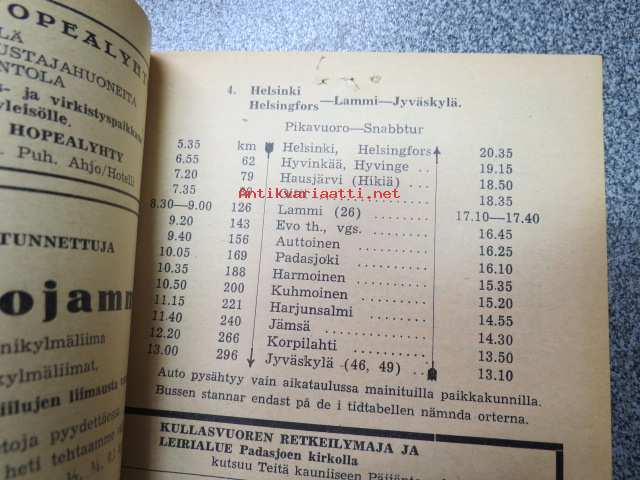 HOPEALYHT
LÄ
USTAJAHUONEITA
NTOLA
s- ja virkistyspaikka
yleisölle.
HOPEALYHTY
- Puh. Ahjo/Hotelli
TUNNETTUJA
ojamm
nikylmäliima
kylmäliimat.
iilujen liimausta
etoja pyydettäessä
heti tehtaamme
4. Helsinki
Helsingfors —Lammi—Jyväskylä.
Pikavuoro—Snabbtur
5.35 km Helsinki, Helsingfors 20.35
6.55 62 Hyvinkää, Hyvinge .. 19.15
7.20 79 Hausjärvi (Hikiä) 18.50
7.35 18.35
Antikvariaatti.net
8.30—9.00 126 Lammi (26) 17.10—17.40
9.20 143 Evo th., vgs. 16.45
9.40 156 Auttoinen 16.25
10.05 169 Padasjoki 16.10
10.35 188 Harmoinen 15.35
10.50 200 Kuhmoinen 15.20
11.15 221 Harjunsalmi 14.55
11.40 240 Jämsä 14.30
12.20 266 Korpilahti 13.50
13.00 296 Jyväskylä (46, 49) 13.10
Auto pysähtyy vain aikataulussa mainituilla paikkakunnilla.
Bussen stannar endast på de i tidtabellen nämnda orterna.
KULLASVUOREN RETKEILYMAJA JA
LEIRIALUE Padasjoen kirkolla
kutsuu Teitä kauniiseen